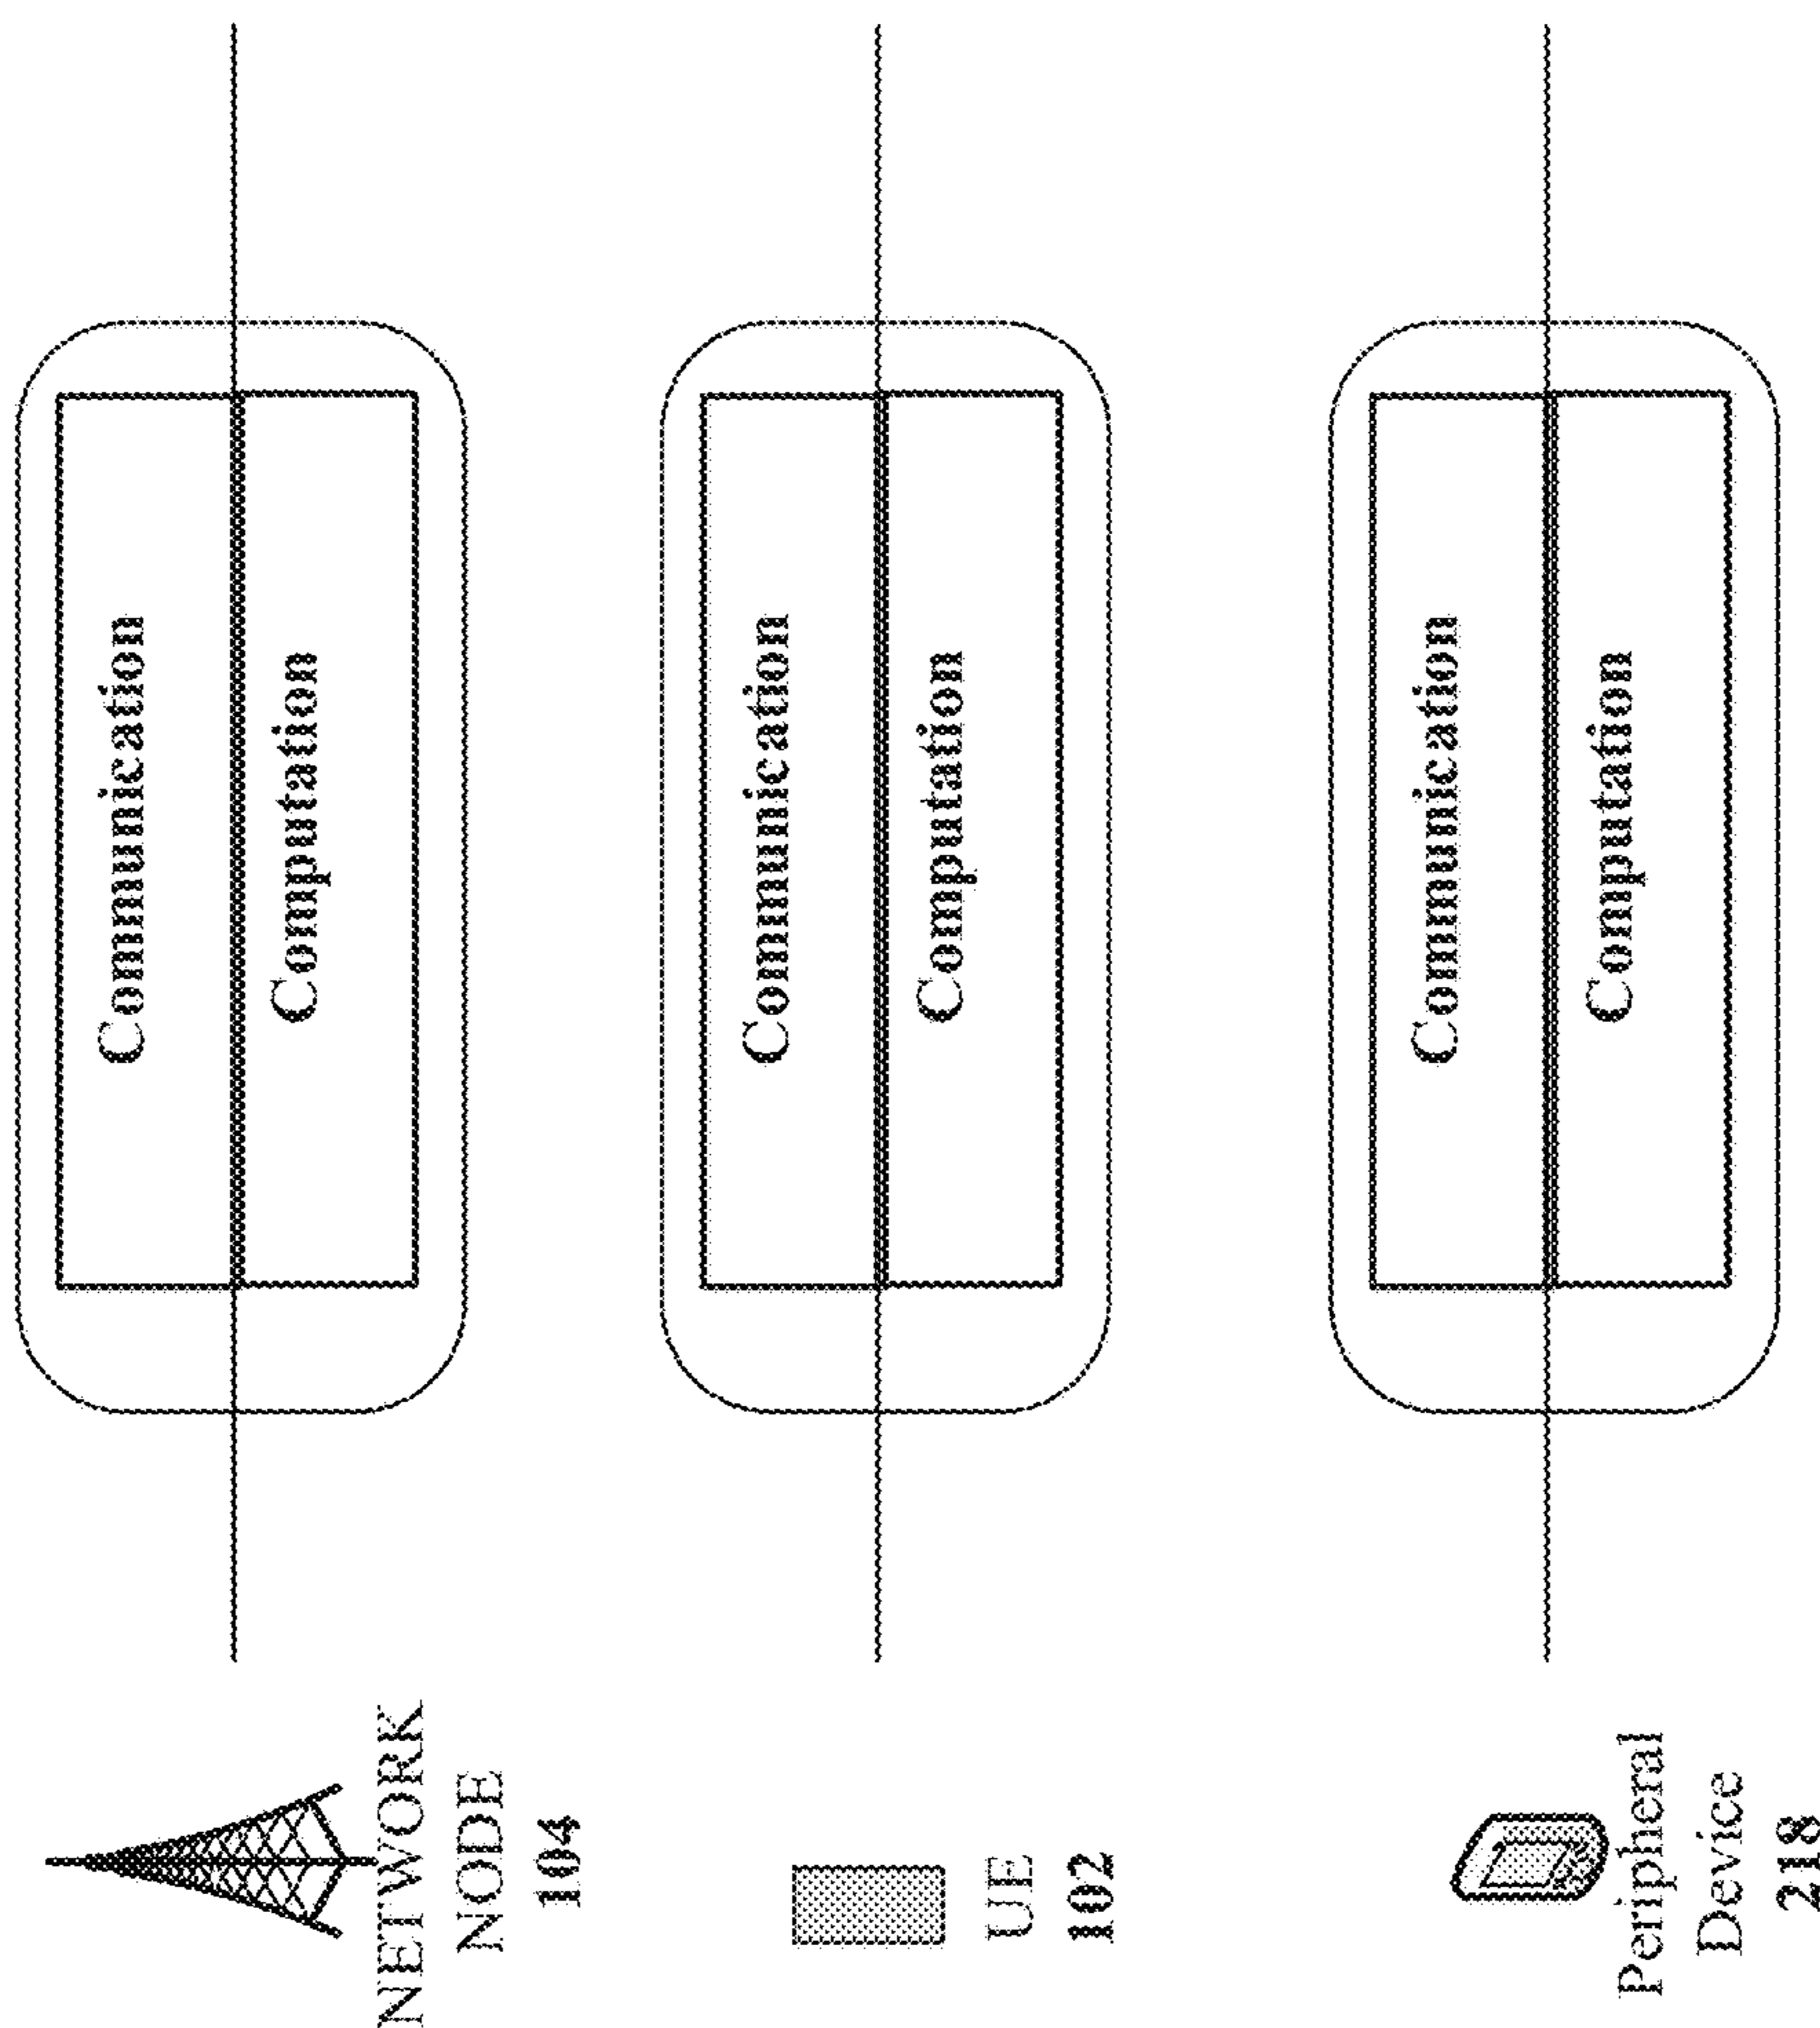 Communication
Computation
NETWORK
NODE
104
Communication
Computation
UE
102
Communication
Computation
Peripheral
Device
218